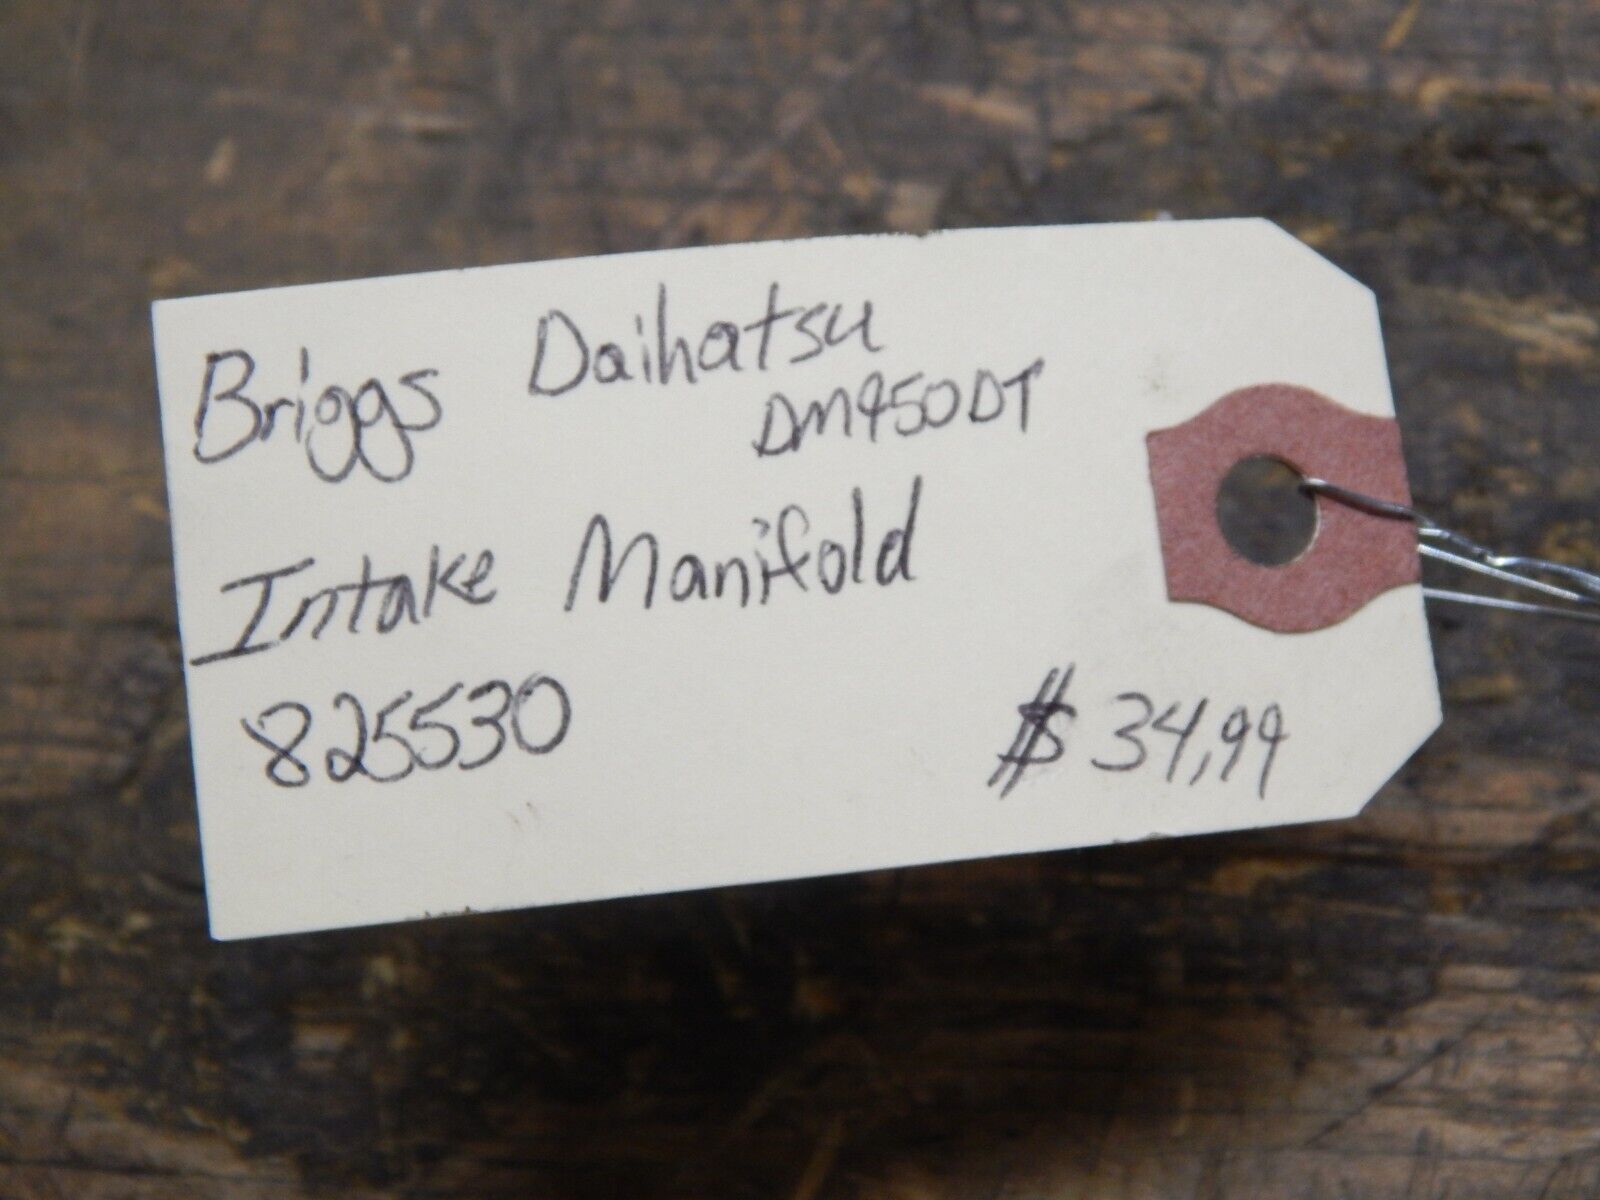 Briggs Daihatsu
DM950DT
Intake Manifold
825530
$34,99